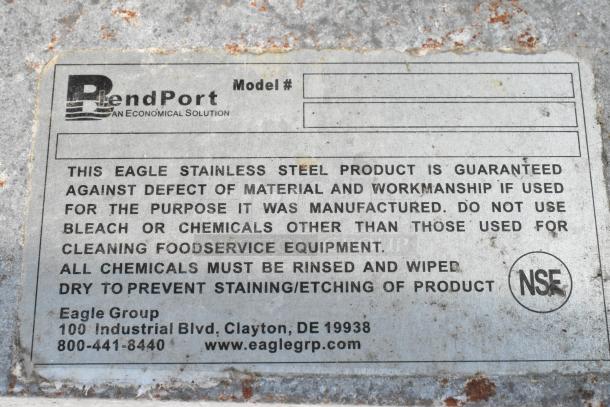 BlendPort
AN ECONOMICAL SOLUTION
Model #
THIS EAGLE STAINLESS STEEL PRODUCT IS GUARANTEED
AGAINST DEFECT OF MATERIAL AND WORKMANSHIP IF USED
FOR THE PURPOSE IT WAS MANUFACTURED. DO NOT USE
BLEACH OR CHEMICALS OTHER THAN THOSE USED FOR
CLEANING FOODSERVICE EQUIPMENT.
ALL CHEMICALS MUST BE RINSED AND WIPED
DRY TO PREVENT STAINING/ETCHING OF PRODUCT
NSF
Eagle Group
100 Industrial Blvd, Clayton, DE 19938
800-441-8440 www.eaglegrp.com